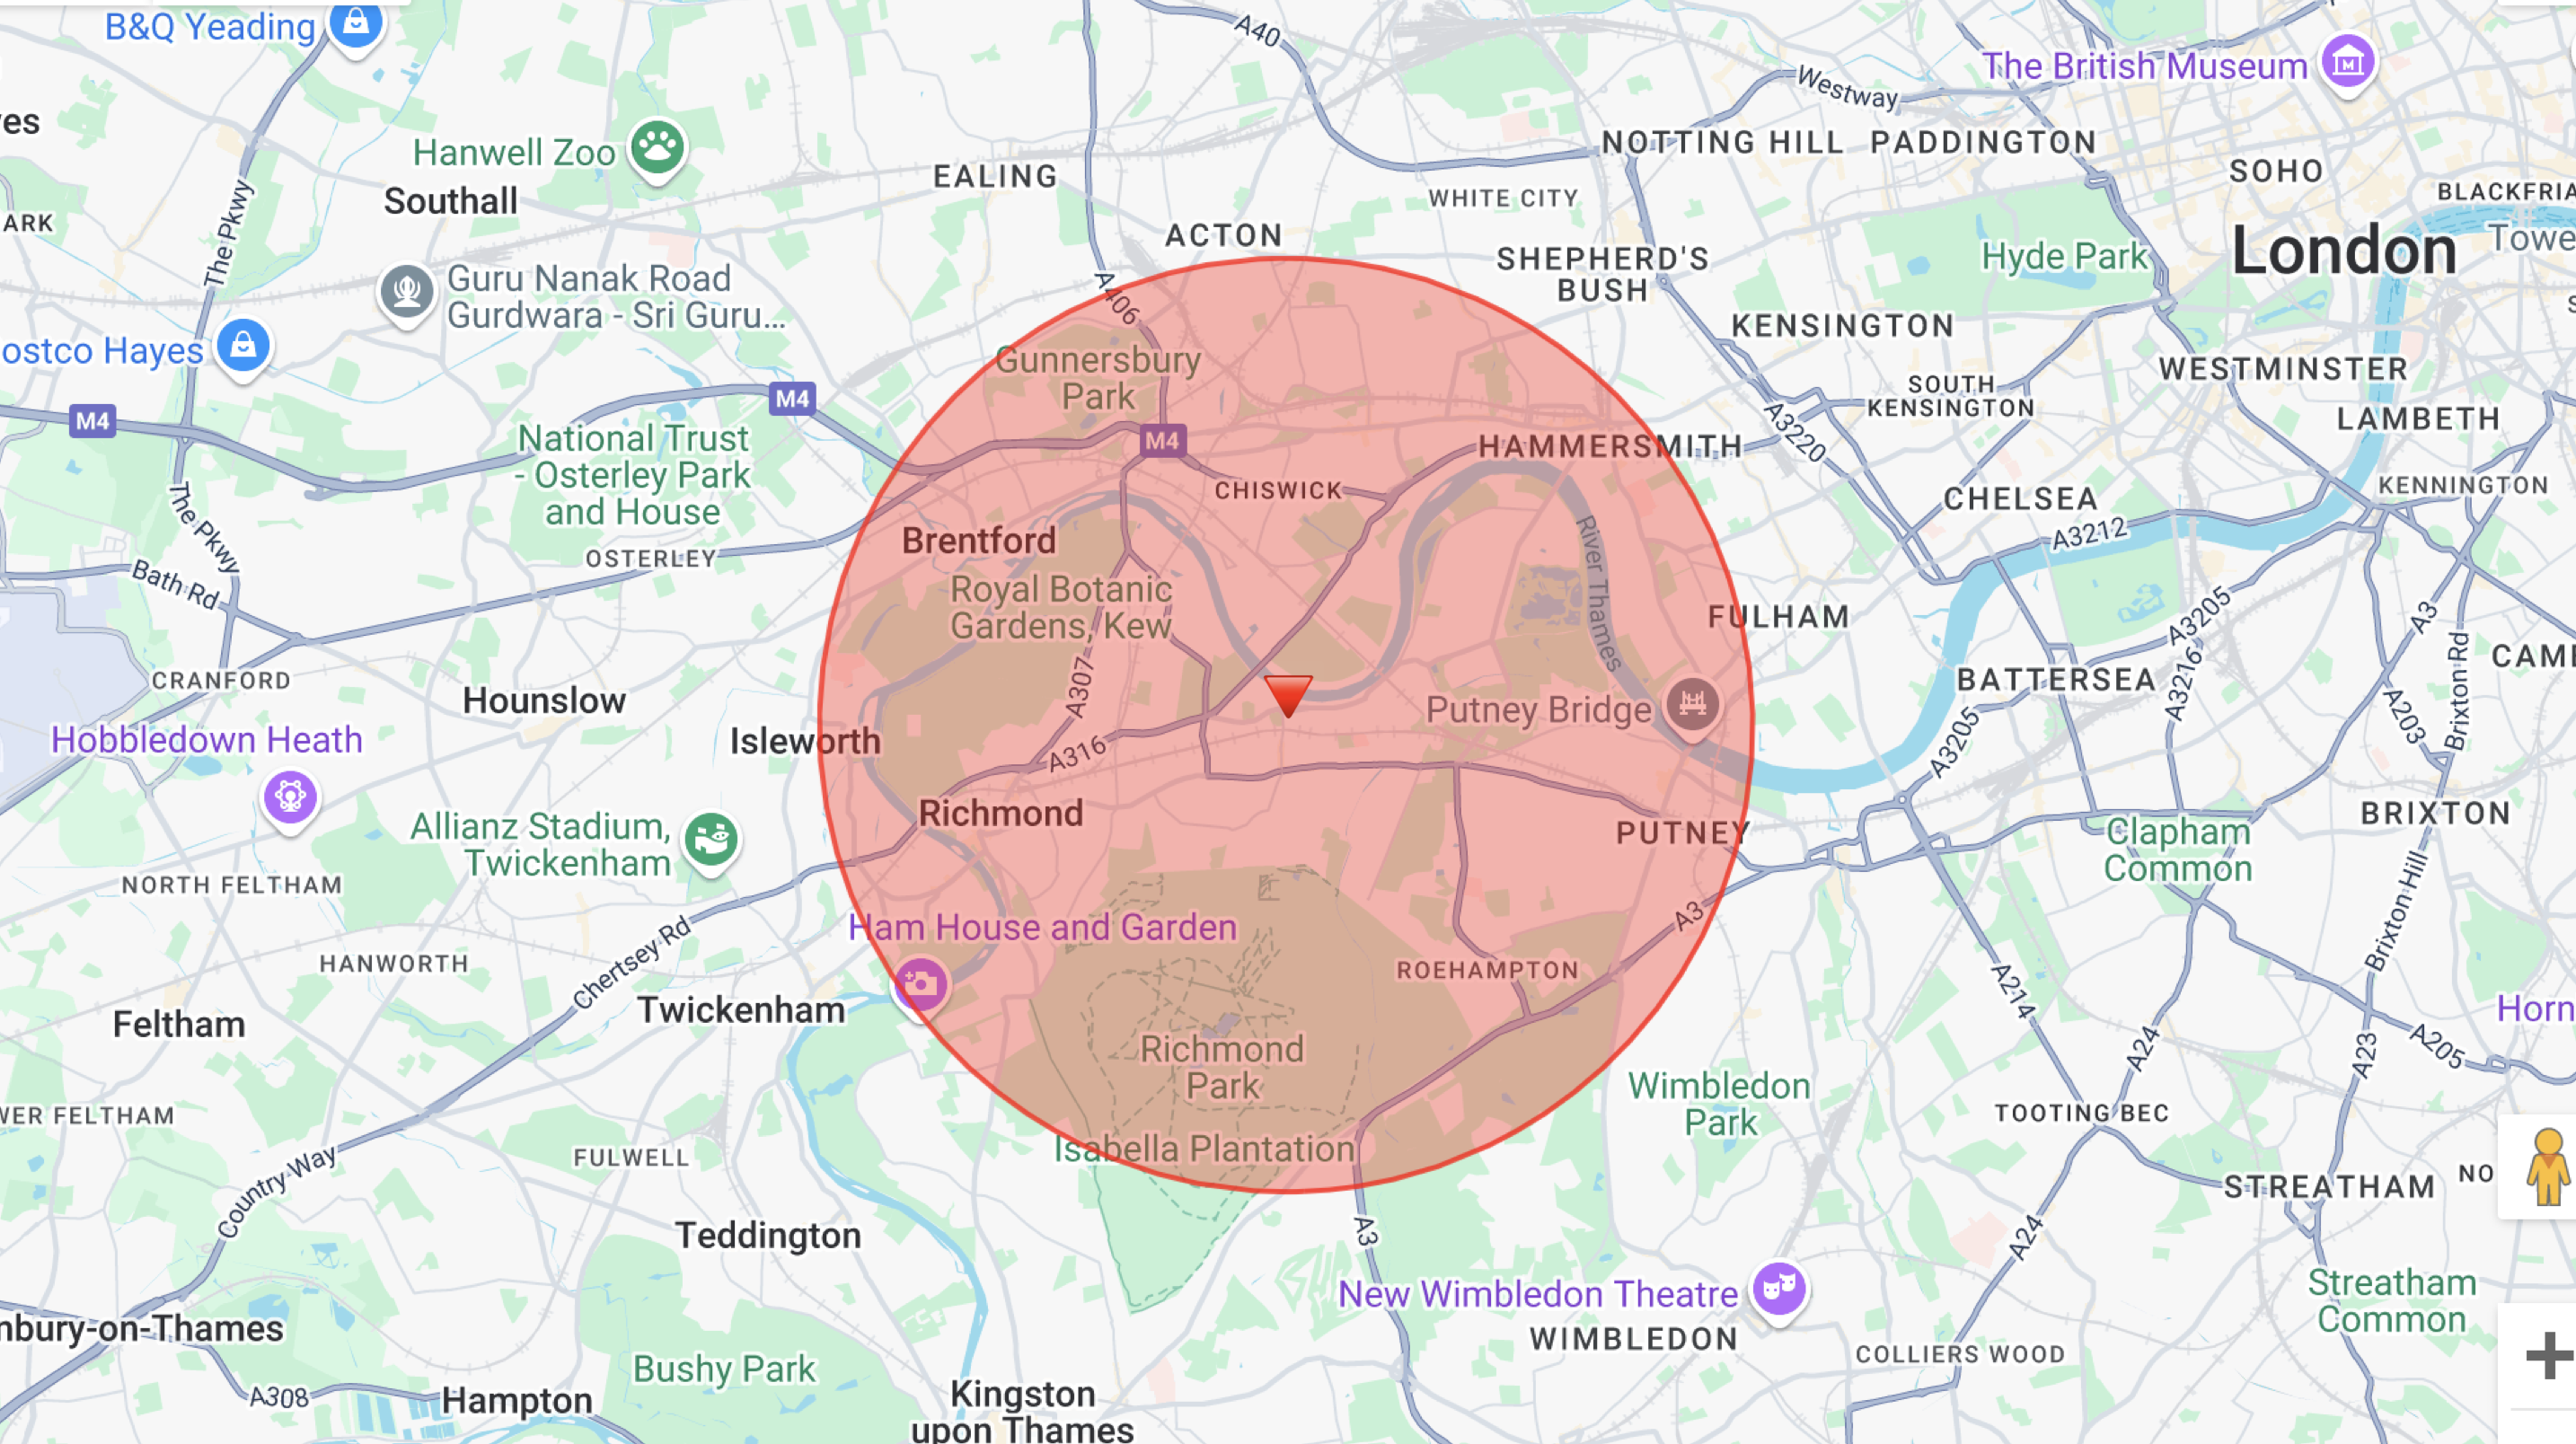 B&Q Yeading
A40
Westway
The British Museum
Hanwell Zoo
NOTTING HILL
PADDINGTON
SOHO
EALING
Southall
WHITE CITY
BLACKFRIA
ARK
The Pkwy
ACTON
SHEPHERD'S
BUSH
Hyde Park
London
Towe
Guru Nanak Road
Gurdwara - Sri Guru...
A406
KENSINGTON
ostco Hayes
Gunnersbury
Park
WESTMINSTER
SOUTH
KENSINGTON
M4
M4
M4
A3220
LAMBETH
National Trust
- Osterley Park
and House
HAMMERSMITH
CHISWICK
KENNINGTON
CHELSEA
A3212
The Pkwy
Brentford
OSTERLEY
Bath Rd
Royal Botanic
Gardens, Kew
River Thames
FULHAM
A3205
A3
CRANFORD
Hounslow
A307
BATTERSEA
A3216
Brixton Rd
CAM
Hobbledown Heath
Isleworth
A316
Putney Bridge
A3205
A203
Richmond
Allianz Stadium,
Twickenham
PUTNEY
Clapham
Common
BRIXTON
NORTH FELTHAM
Ham House and Garden
A3
Brixton Hill
HANWORTH
Chertsey Rd
ROEHAMPTON
Twickenham
A214
Feltham
Horn
Richmond
Park
A24
A23
A205
WER FELTHAM
Wimbledon
Park
TOOTING BEC
Isabella Plantation
FULWELL
Country Way
STREATHAM
NO
Teddington
A3
A24
New Wimbledon Theatre
WIMBLEDON
Streatham
Common
nbury-on-Thames
COLLIERS WOOD
Bushy Park
A308
Hampton
Kingston
upon Thames